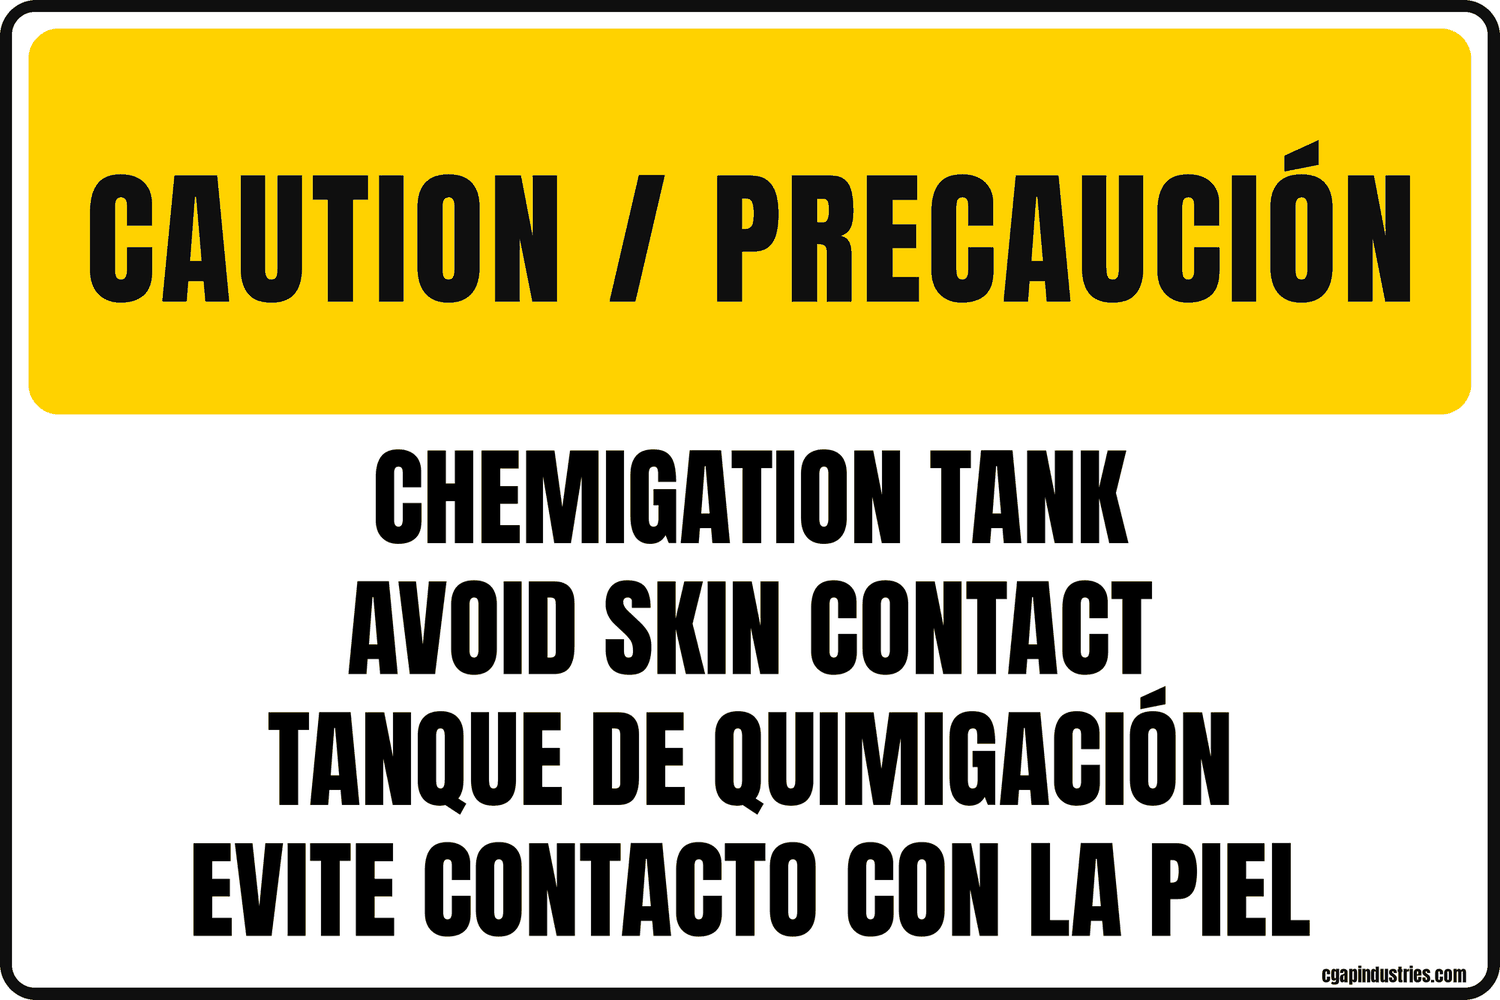 CAUTION / PRECAUCIÓN
CHEMIGATION TANK
AVOID SKIN CONTACT
TANQUE DE QUIMIGACIÓN
EVITE CONTACTO CON LA PIEL
cgapindustries.com